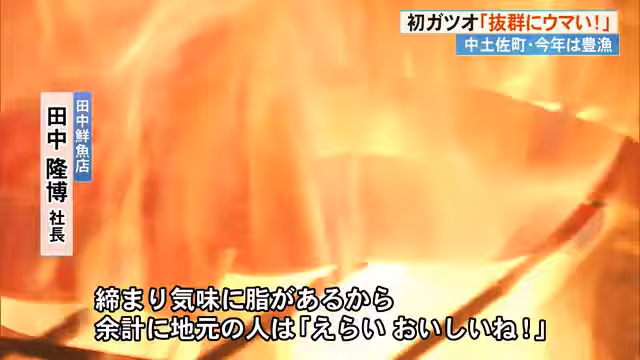 初ガツオ「抜群にウマい!」
中土佐町・今年は豊漁
田中鮮魚店
田中 隆博 社長
締まり気味に脂があるから
余計に地元の人は「えらい おいしいね!」